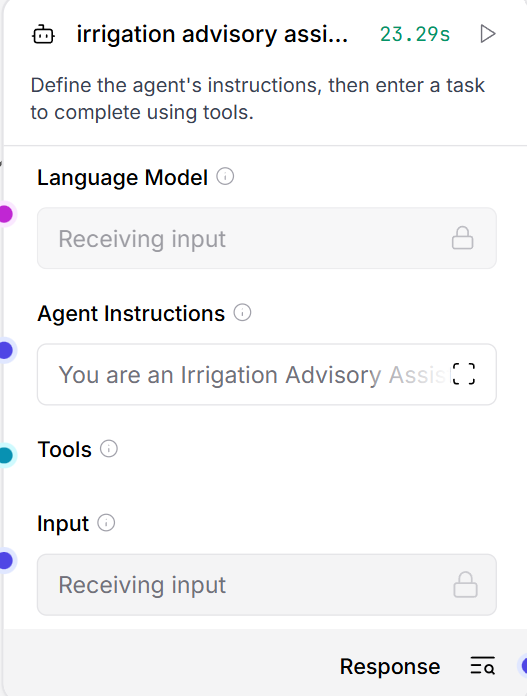 irrigation advisory assi...
23.29s
Define the agent's instructions, then enter a task
to complete using tools.
Language Model
Receiving input
Agent Instructions
You are an Irrigation Advisory Assis
Tools
Input
Receiving input
Response